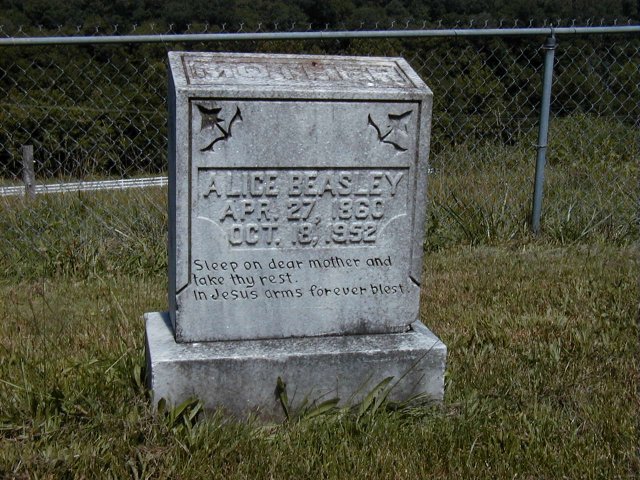 MOTHER
ALICE BEASLEY
APR. 27, 1860
OCT. 18, 1952
Sleep on dear mother and
take thy rest.
In Jesus arms forever blest.